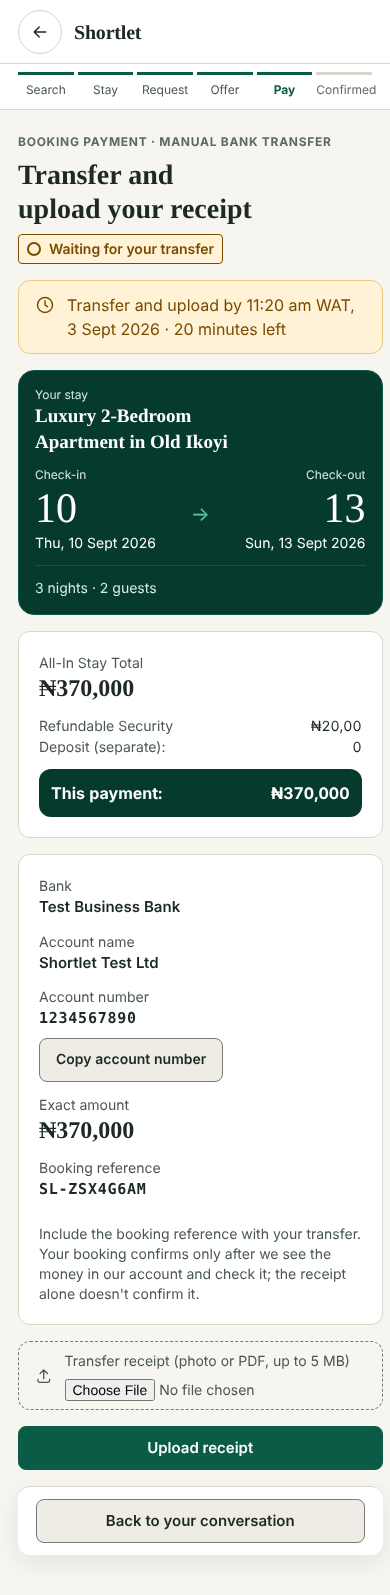 Shortlet
Search Stay Request Offer Pay Confirmed
BOOKING PAYMENT · MANUAL BANK TRANSFER
Transfer and
upload your receipt
Waiting for your transfer
Transfer and upload by 11:20 am WAT,
3 Sept 2026 · 20 minutes left
Your stay
Luxury 2-Bedroom
Apartment in Old Ikoyi
Check-in Check-out
10 → 13
Thu, 10 Sept 2026 Sun, 13 Sept 2026
3 nights · 2 guests
All-In Stay Total
₦370,000
Refundable Security ₦20,00
Deposit (separate): 0
This payment: ₦370,000
Bank
Test Business Bank
Account name
Shortlet Test Ltd
Account number
1234567890
Copy account number
Exact amount
₦370,000
Booking reference
SL-ZSX4G6AM
Include the booking reference with your transfer.
Your booking confirms only after we see the
money in our account and check it; the receipt
alone doesn't confirm it.
Transfer receipt (photo or PDF, up to 5 MB)
Choose File No file chosen
Upload receipt
Back to your conversation